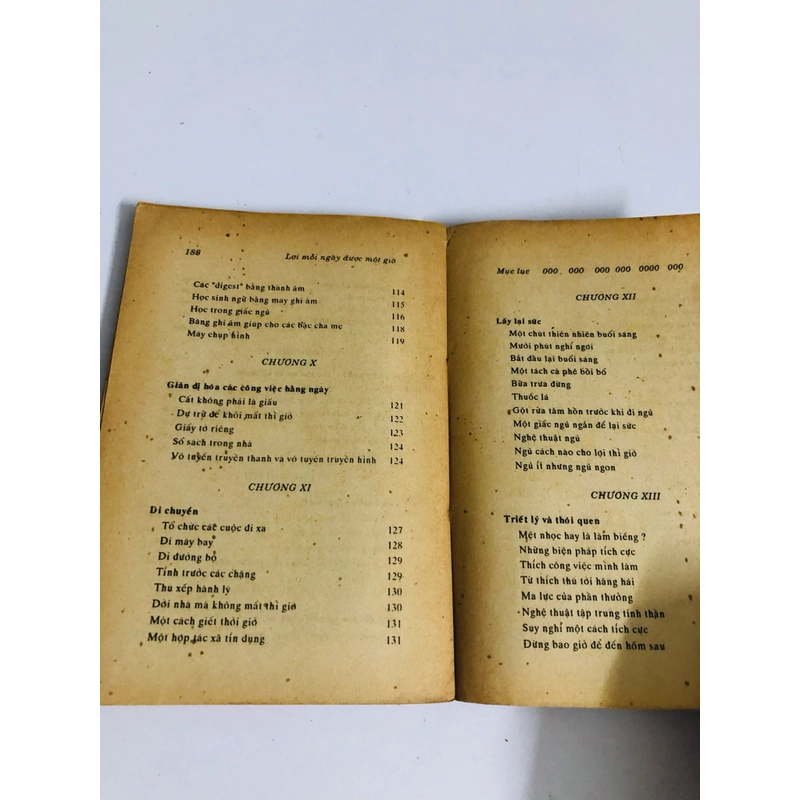 188
Lợi mỗi ngày được một giờ
Các "digest" bằng thanh âm 114
Học sinh ngữ bằng máy ghi âm 115
Học trong giấc ngủ 116
Băng ghi âm giúp cho các bậc cha mẹ 118
Máy chụp hình 119
CHƯƠNG X
Giản dị hóa các công việc hằng ngày
Cất không phải là giấu 121
Dự trữ để khỏi mất thì giờ 122
Giấy tờ riêng 123
Sổ sách trong nhà 124
Vô tuyến truyền thanh và vô tuyến truyền hình 124
CHƯƠNG XI
Di chuyển
Tổ chức các cuộc đi xa 127
Đi máy bay 128
Đi đường bộ 129
Tính trước các chặng 129
Thu xếp hành lý 130
Dời nhà mà không mất thì giờ 130
Một cách giết thời giờ 131
Một hợp tác xã tín dụng 131
Mục lục 000 000 000 000 0000 000
CHƯƠNG XII
Lấy lại sức
Một chút thiên nhiên buổi sáng
Mười phút nghỉ ngơi
Bắt đầu lại buổi sáng
Một tách cà phê bồi bổ
Bữa trưa đừng
Thuốc lá
Gột rửa tâm hồn trước khi đi ngủ
Một giấc ngủ ngắn để lại sức
Nghệ thuật ngủ
Ngủ cách nào cho lợi thì giờ
Ngủ ít nhưng ngủ ngon
CHƯƠNG XIII
Triết lý và thói quen
Mệt nhọc hay là làm biếng ?
Những biện pháp tích cực
Thích công việc mình làm
Từ thích thú tới hăng hái
Ma lực của phần thưởng
Nghệ thuật tập trung tinh thần
Suy nghĩ một cách tích cực
Đừng bao giờ để đến hôm sau